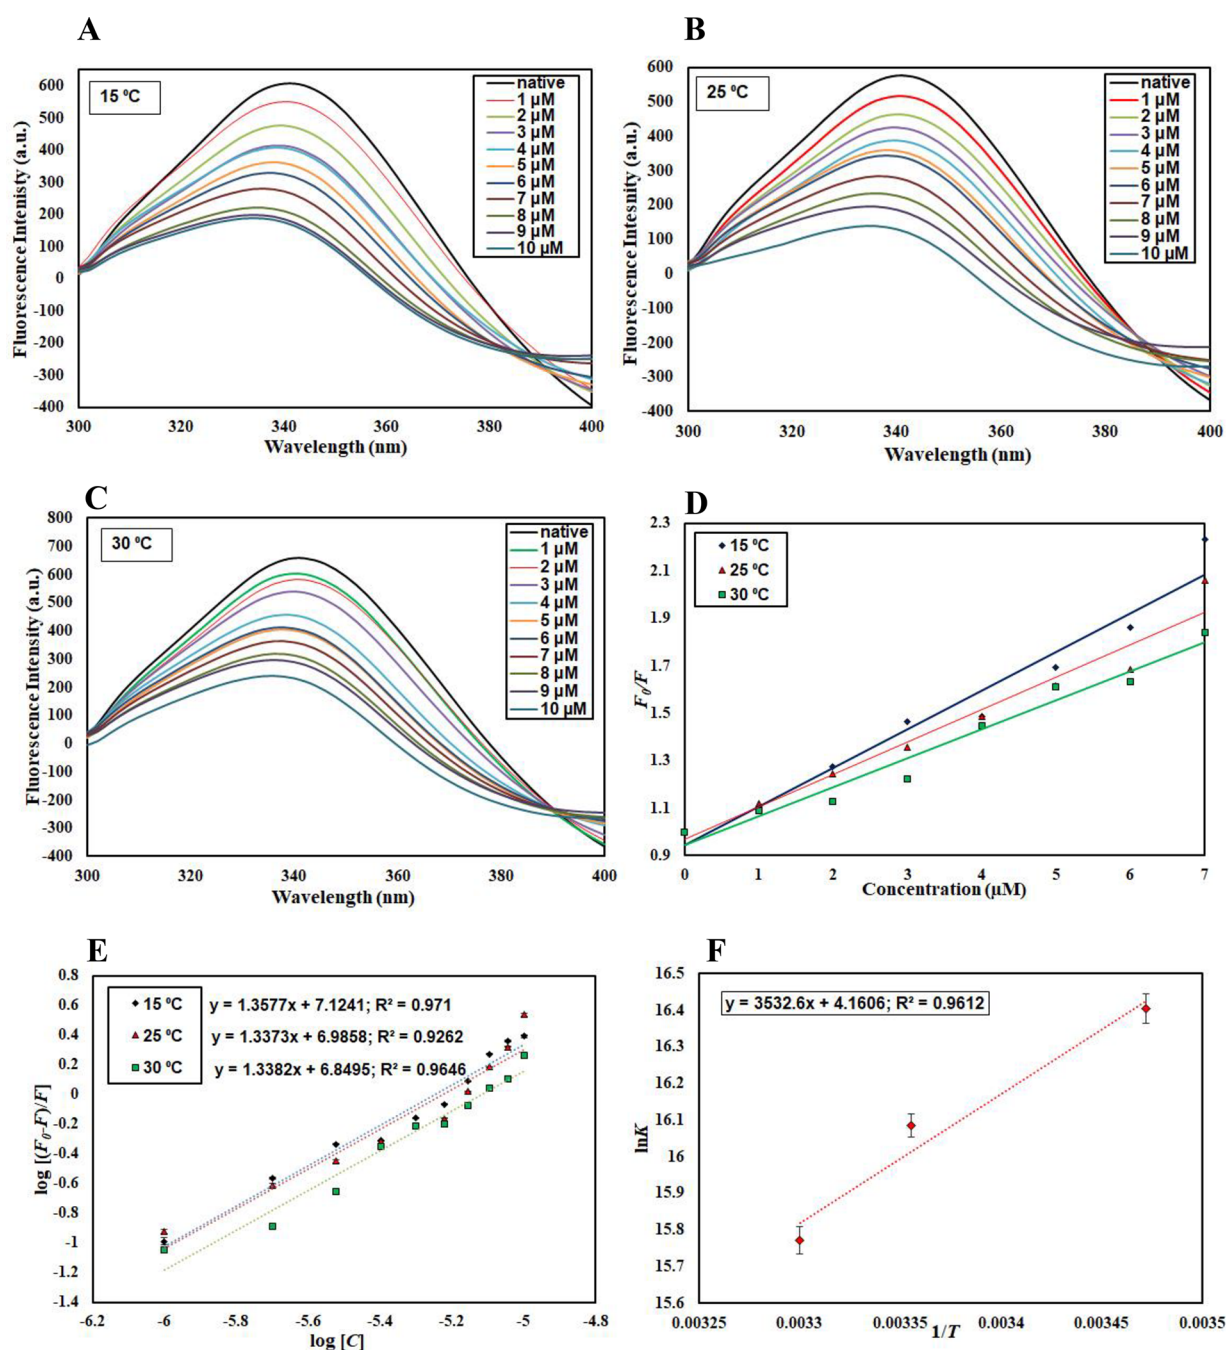 A
15 ⁰C
native
1 µM
2 µM
3 µM
4 µM
5 µM
6 µM
7 µM
8 µM
9 µM
10 µM
Fluorescence Intenisty (a.u.)
600
500
400
300
200
100
0
-100
-200
-300
-400
300
320
340
360
380
400
Wavelength (nm)
B
25 ⁰C
native
1 µM
2 µM
3 µM
4 µM
5 µM
6 µM
7 µM
8 µM
9 µM
10 µM
Fluorescence Intesnity (a.u.)
600
500
400
300
200
100
0
-100
-200
-300
-400
300
320
340
360
380
400
Wavelength (nm)
C
30 ⁰C
native
1 µM
2 µM
3 µM
4 µM
5 µM
6 µM
7 µM
8 µM
9 µM
10 µM
Fluorescence Intensity (a.u.)
800
700
600
500
400
300
200
100
0
-100
-200
-300
-400
300
320
340
360
380
400
Wavelength (nm)
D
15 ⁰C
25 ⁰C
30 ⁰C
F₀/F
2.3
2.1
1.9
1.7
1.5
1.3
1.1
0.9
0
1
2
3
4
5
6
7
Concentration (µM)
E
15 ⁰C y = 1.3577x + 7.1241; R² = 0.971
25 ⁰C y = 1.3373x + 6.9858; R² = 0.9262
30 ⁰C y = 1.3382x + 6.8495; R² = 0.9646
log [(F₀-F)/F]
0.8
0.6
0.4
0.2
0
-0.2
-0.4
-0.6
-0.8
-1
-1.2
-1.4
-6.2
-6
-5.8
-5.6
-5.4
-5.2
-5
-4.8
log [C]
F
y = 3532.6x + 4.1606; R² = 0.9612
lnK
16.5
16.4
16.3
16.2
16.1
16
15.9
15.8
15.7
15.6
0.00325
0.0033
0.00335
0.0034
0.00345
0.0035
1/T